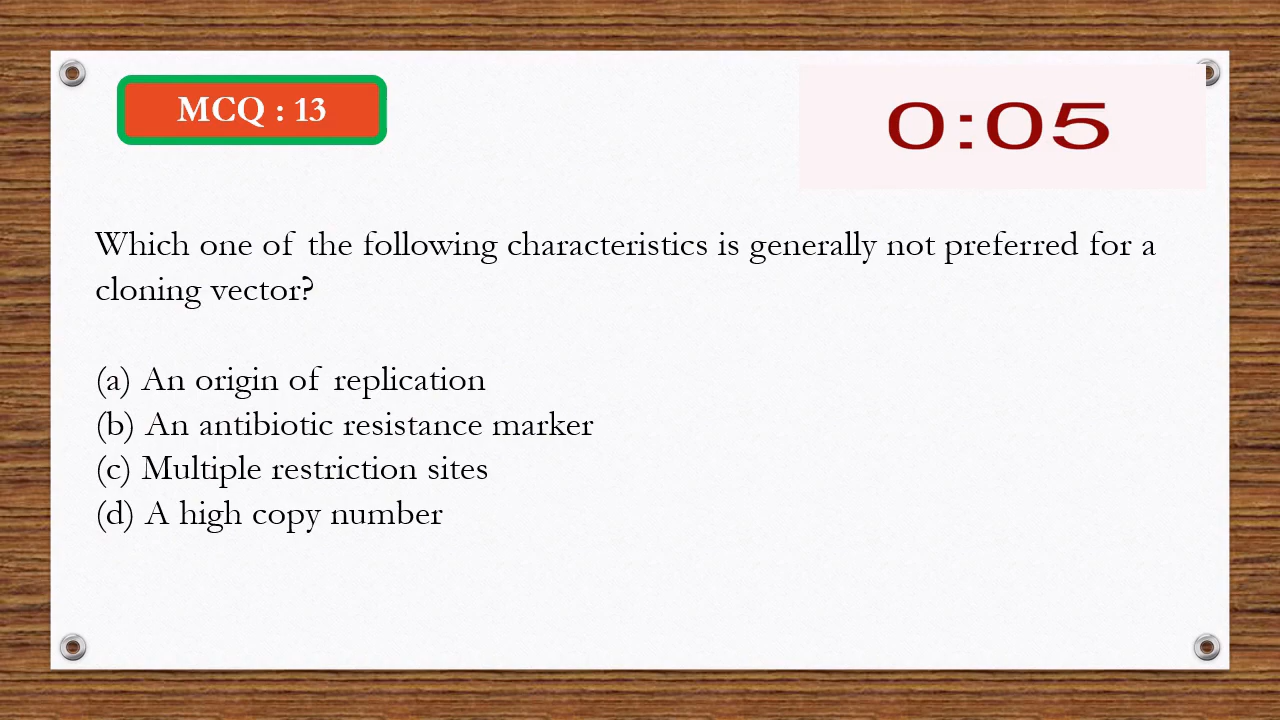 MCQ : 13
0:05
Which one of the following characteristics is generally not preferred for a
cloning vector?
(a) An origin of replication
(b) An antibiotic resistance marker
(c) Multiple restriction sites
(d) A high copy number